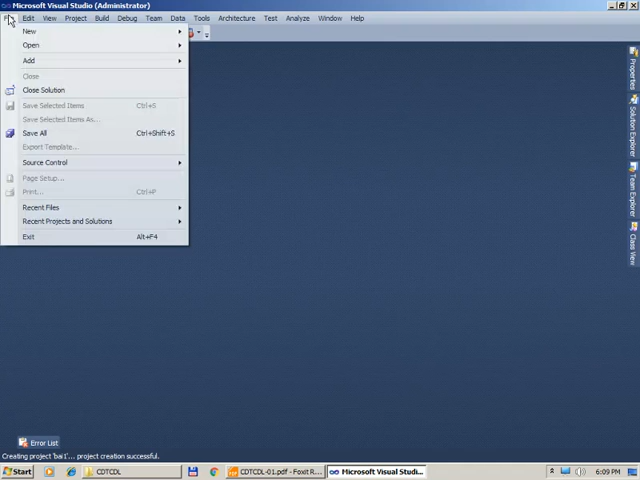 Microsoft Visual Studio (Administrator)
Edit View Project Build Debug Team Data Tools Architecture Test Analyze Window Help
New
Open
Add
Close
Close Solution
Save Selected Items Ctrl+S
Save Selected Items As...
Save All Ctrl+Shift+S
Export Template...
Source Control
Page Setup...
Print... Ctrl+P
Recent Files
Recent Projects and Solutions
Exit Alt+F4
Properties
Solution Explorer
Team Explorer
Class View
Error List
Creating project 'bai1'... project creation successful.
Start CDTCDL CDTCDL-01.pdf - Foxit R... Microsoft Visual Studi... 6:09 PM